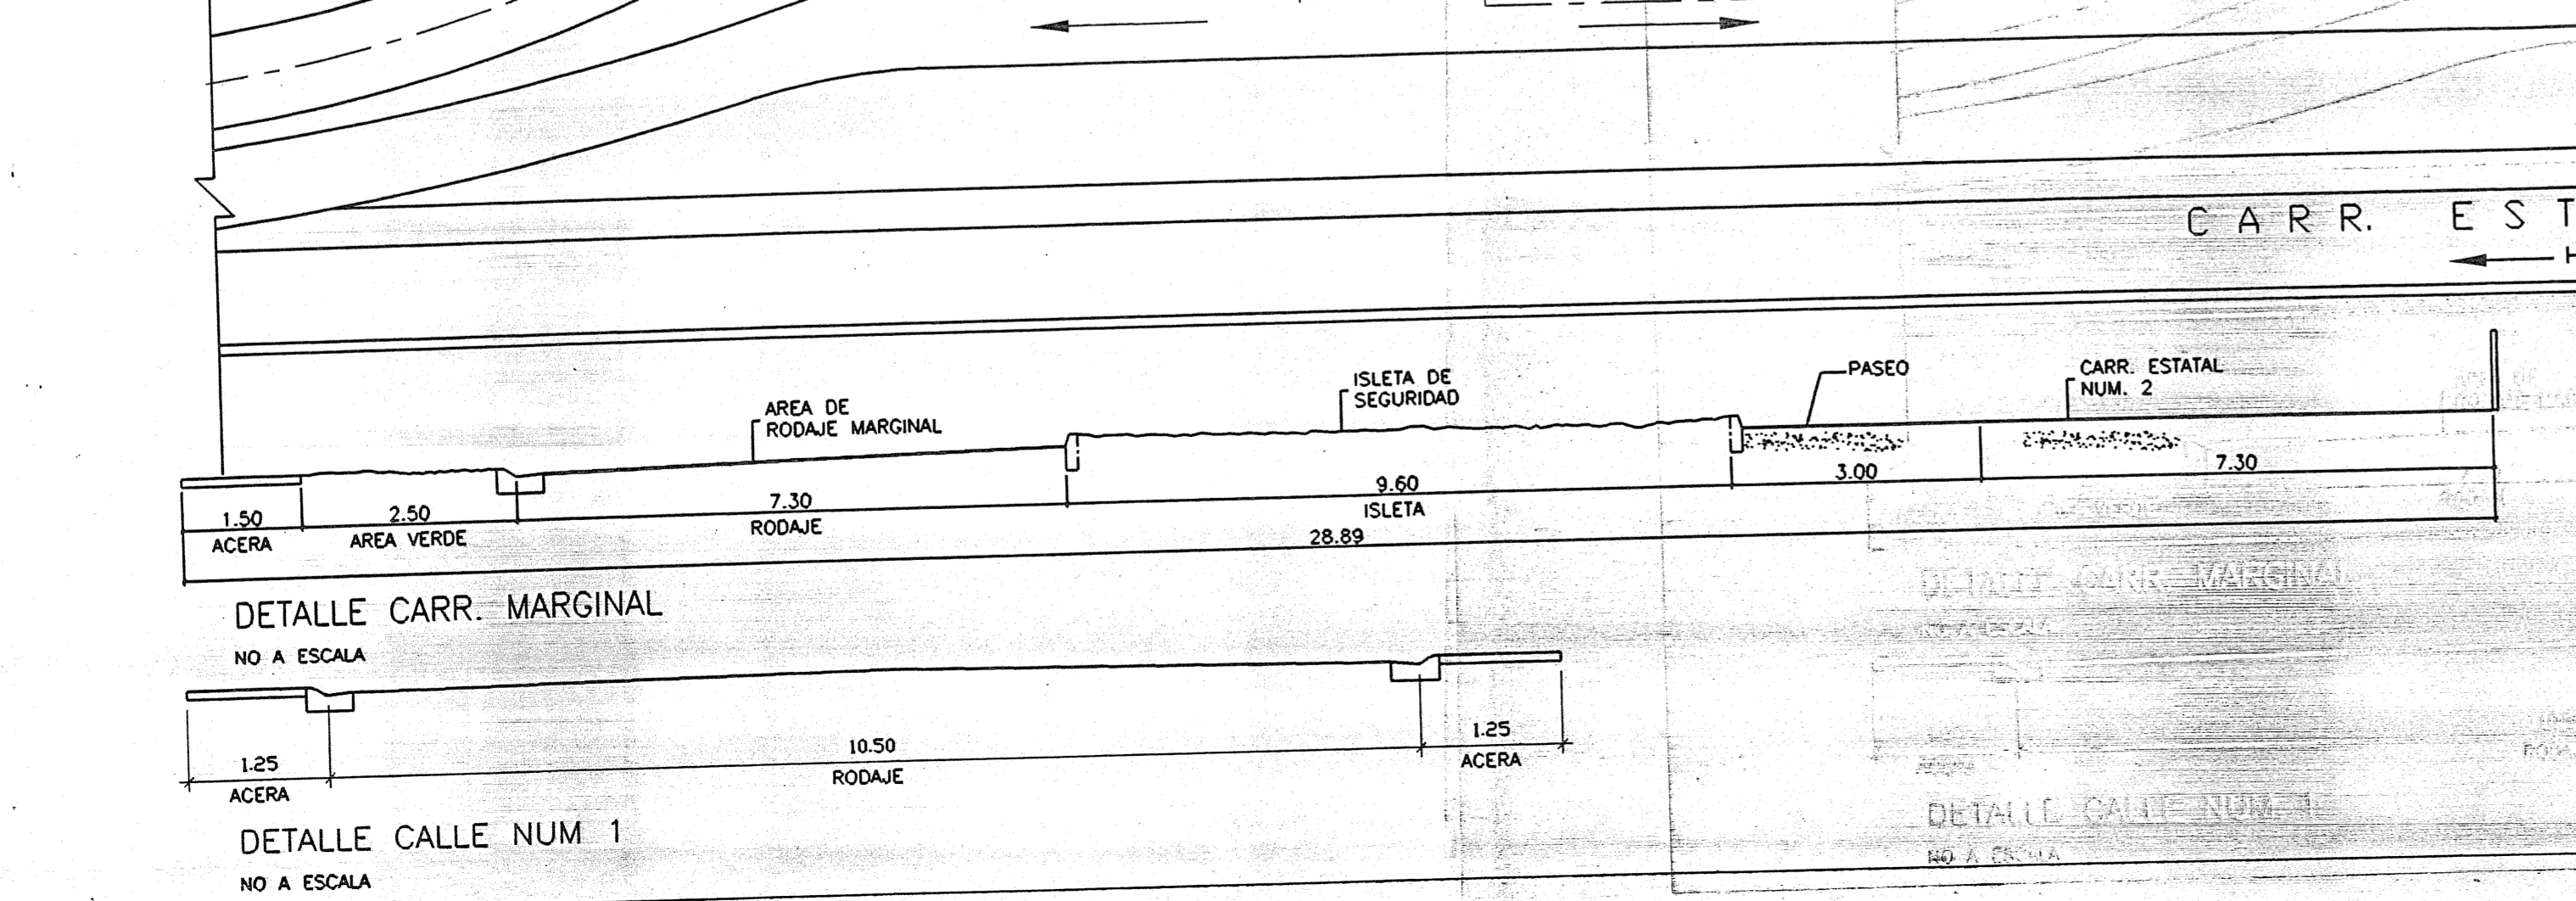 C A R R. E S T
H
ISLETA DE
SEGURIDAD
PASEO
CARR. ESTATAL
NUM. 2
AREA DE
RODAJE MARGINAL
1.50
2.50
7.30
9.60
3.00
7.30
ACERA
AREA VERDE
RODAJE
ISLETA
28.89
DETALLE CARR. MARGINAL
NO A ESCALA
1.25
10.50
1.25
ACERA
RODAJE
ACERA
DETALLE CALLE NUM 1
NO A ESCALA
DETALLE CARR. MARGINAL
NO A ESCALA
DETALLE CALLE NUM 1
NO A ESCALA